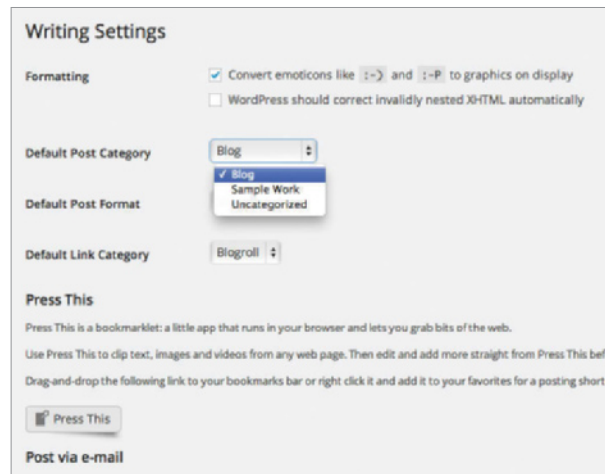 Writing Settings
Formatting
Convert emoticons like :-) and :-P to graphics on display
WordPress should correct invalidly nested XHTML automatically
Default Post Category
Blog
✓ Blog
Sample Work
Uncategorized
Default Post Format
Default Link Category
Blogroll
Press This
Press This is a bookmarklet: a little app that runs in your browser and lets you grab bits of the web.
Use Press This to clip text, images and videos from any web page. Then edit and add more straight from Press This bef
Drag-and-drop the following link to your bookmarks bar or right click it and add it to your favorites for a posting short
Press This
Post via e-mail